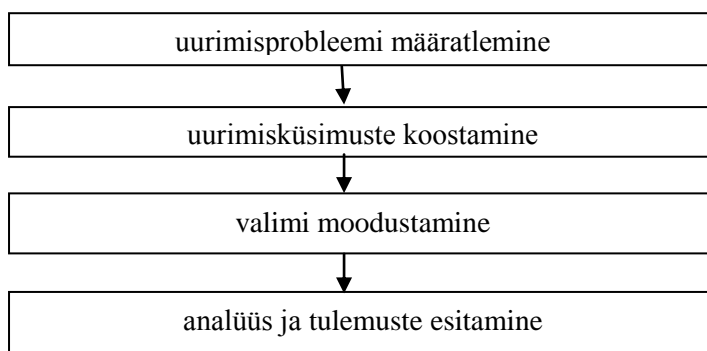 uurimisprobleemi määratlemine
uurimisküsimuste koostamine
valimi moodustamine
analüüs ja tulemuste esitamine